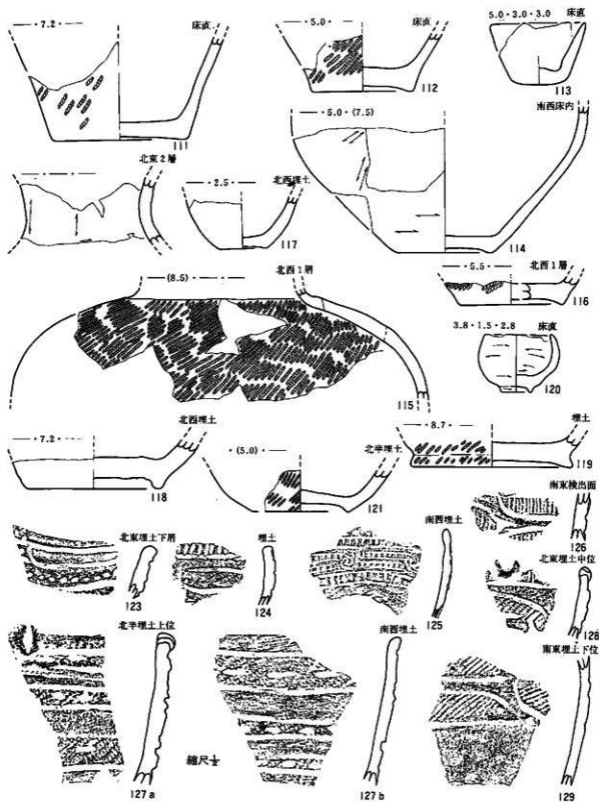 ・7.2・
床直
111
・5.0・
床直
112
5.0・3.0・3.0
床直
113
・5.0・(7.5)
南西床内
114
北東2層
・2.5・
北西埋土
117
(8.5)
北西1層
115
・5.5・
北西1層
116
3.8・1.5・2.8
床直
120
・7.2・
北西埋土
118
・(5.0)・
北半埋土
121
・8.7・
埋土
119
北東埋土下層
123
埋土
124
南西埋土
125
南東検出面
126
北東埋土中位
128
北半埋土上位
127a
縮尺½
南西埋土
127b
南東埋土下位
129